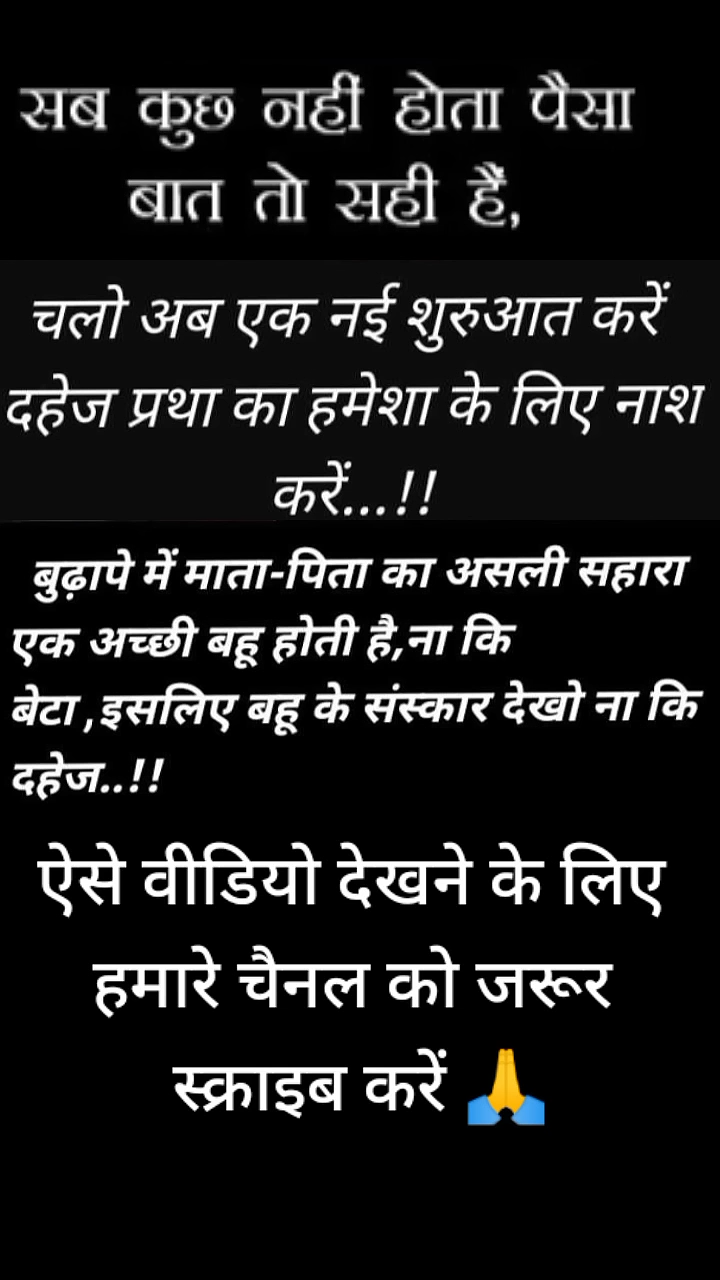 सब कुछ नहीं होता पैसा
बात तो सही हैं,
चलो अब एक नई शुरुआत करें
दहेज प्रथा का हमेशा के लिए नाश
करें...!!
बुढ़ापे में माता-पिता का असली सहारा
एक अच्छी बहू होती है,ना कि
बेटा ,इसलिए बहू के संस्कार देखो ना कि
दहेज..!!
ऐसे वीडियो देखने के लिए
हमारे चैनल को जरूर
स्क्राइब करें 🙏